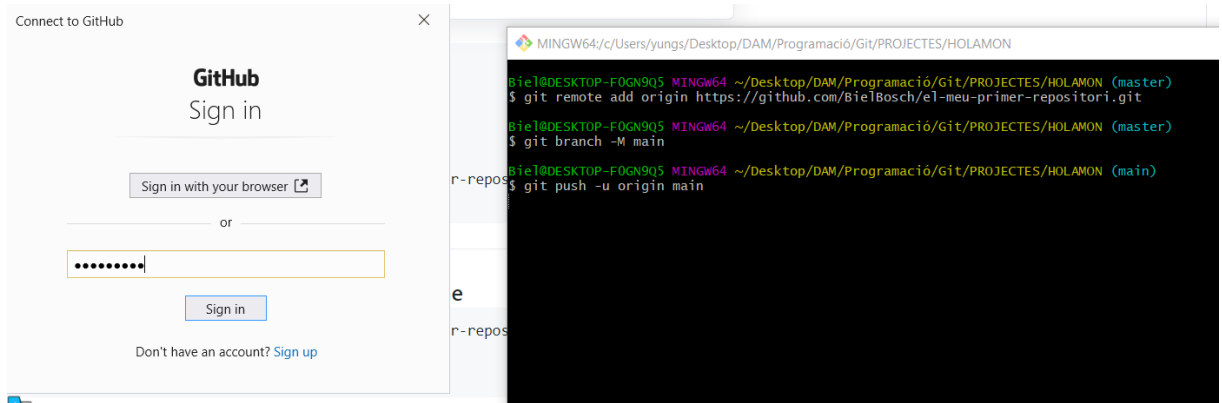 Connect to GitHub
GitHub
Sign in
Sign in with your browser
or
•••••••••
Sign in
Don't have an account? Sign up
r-repos
e
r-repos
MINGW64:/c/Users/yungs/Desktop/DAM/Programació/Git/PROJECTES/HOLAMON
Biel@DESKTOP-FOGN9Q5 MINGW64 ~/Desktop/DAM/Programació/Git/PROJECTES/HOLAMON (master)
$ git remote add origin https://github.com/BielBosch/el-meu-primer-repositori.git
Biel@DESKTOP-FOGN9Q5 MINGW64 ~/Desktop/DAM/Programació/Git/PROJECTES/HOLAMON (master)
$ git branch -M main
Biel@DESKTOP-FOGN9Q5 MINGW64 ~/Desktop/DAM/Programació/Git/PROJECTES/HOLAMON (main)
$ git push -u origin main